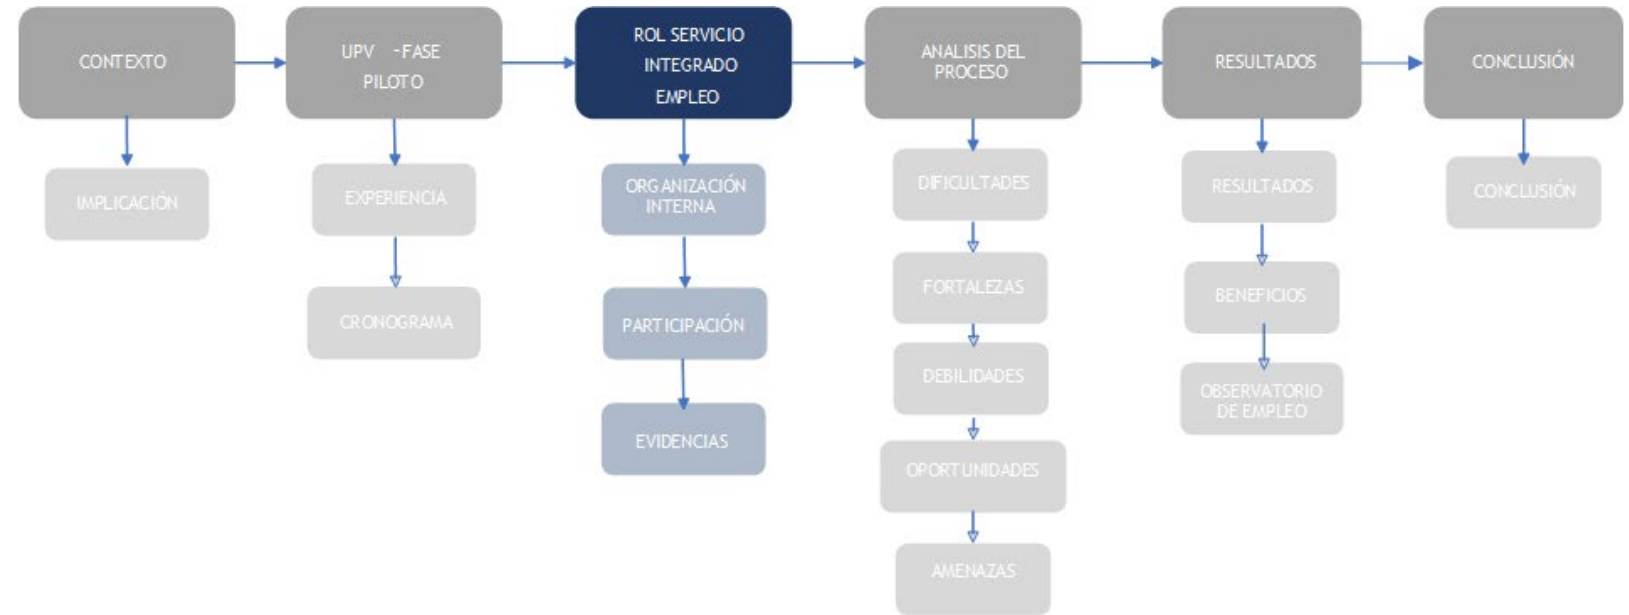 CONTEXTO
IMPLICACIÓN
UPV -FASE
PILOTO
EXPERIENCIA
CRONOGRAMA
ROL SERVICIO
INTEGRADO
EMPLEO
ORGANIZACIÓN
INTERNA
PARTICIPACIÓN
EVIDENCIAS
ANALISIS DEL
PROCESO
DIFICULTADES
FORTALEZAS
DEBILIDADES
OPORTUNIDADES
AMENAZAS
RESULTADOS
RESULTADOS
BENEFICIOS
OBSERVATORIO
DE EMPLEO
CONCLUSIÓN
CONCLUSIÓN